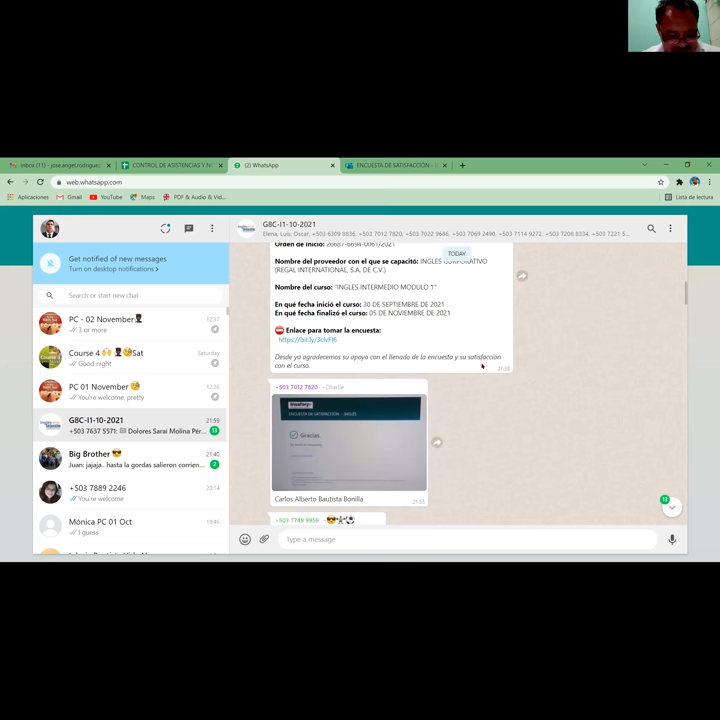 Inbox (11) - jose.angel.rodrigue
CONTROL DE ASISTENCIAS Y N
(2) WhatsApp
ENCUESTA DE SATISFACCIÓN -
web.whatsapp.com
Aplicaciones
Gmail
YouTube
Maps
PDF & Audio & Vid...
Lista de lectura
Get notified of new messages
Turn on desktop notifications >
Search or start new chat
PC - 02 November
12:37
3 or more
Course 4 Sat
Saturday
Good night
PC 01 November
12:36
You're welcome, pretty
G8C-I1-10-2021
21:59
+503 7637 5571: Dolores Saraí Molina Pér...
13
Big Brother
21:40
Juan: jajaja.. hasta la gordas salieron corrien...
2
+503 7889 2246
20:14
You're welcome
Mónica PC 01 Oct
19:46
I guess
G8C-I1-10-2021
Elena, Luis, Oscar, +503 6309 8836, +503 7012 7820, +503 7022 9686, +503 7069 2490, +503 7114 9272, +503 7208 8334, +503 7221 5...
Orden de inicio: 26687-6694-0061/2021
TODAY
Nombre del proveedor con el que se capacitó: INGLES CORPORATIVO
(REGAL INTERNATIONAL, S.A. DE C.V.)
Nombre del curso: "INGLES INTERMEDIO MODULO 1"
En qué fecha inició el curso: 30 DE SEPTIEMBRE DE 2021
En qué fecha finalizó el curso: 05 DE NOVIEMBRE DE 2021
Enlace para tomar la encuesta:
https://bit.ly/3clvFI6
Desde ya agradecemos su apoyo con el llenado de la encuesta y su satisfacción
con el curso.
+503 7012 7820 ~Charlie
ENCUESTA DE SATISFACCIÓN - INGLÉS
Gracias
Carlos Alberto Bautista Bonilla
21:55
+503 7749 9959
13
Type a message